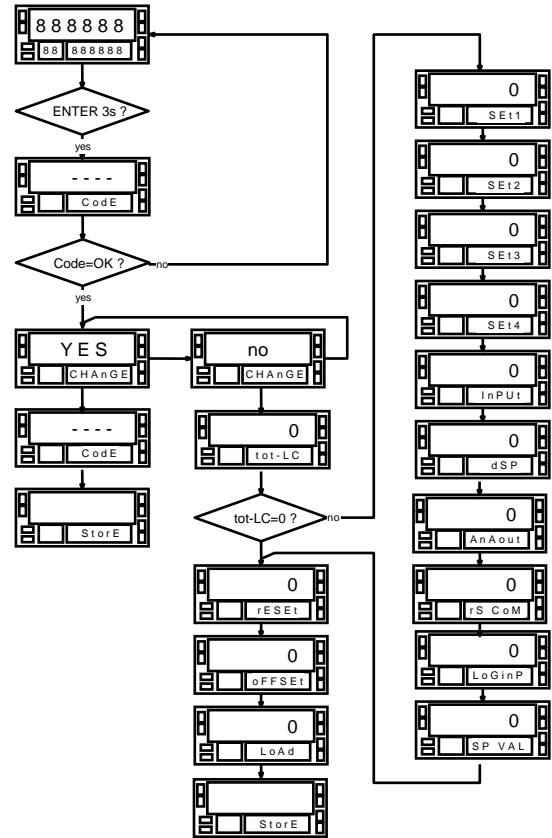 888888
88 888888
ENTER 3s ?
yes
----
CodE
Code=OK ?
no
yes
YES
CHAnGE
----
CodE
StorE
no
CHAnGE
0
tot-LC
tot-LC=0 ?
no
0
rESEt
0
oFFSEt
0
LoAd
StorE
0
SEt1
0
SEt2
0
SEt3
0
SEt4
0
InPUt
0
dSP
0
AnAout
0
rS CoM
0
LoGinP
0
SP VAL